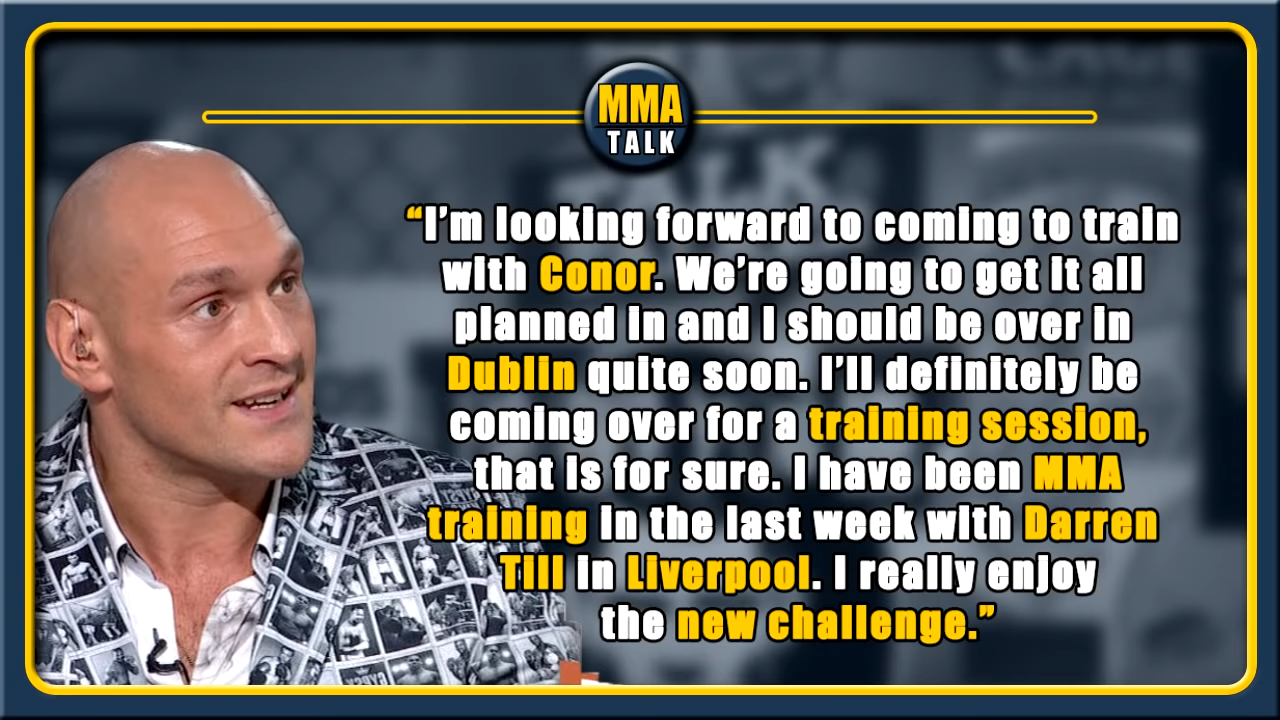 MMA
TALK
“I’m looking forward to coming to train
with Conor. We’re going to get it all
planned in and I should be over in
Dublin quite soon. I’ll definitely be
coming over for a training session,
that is for sure. I have been MMA
training in the last week with Darren
Till in Liverpool. I really enjoy
the new challenge.”